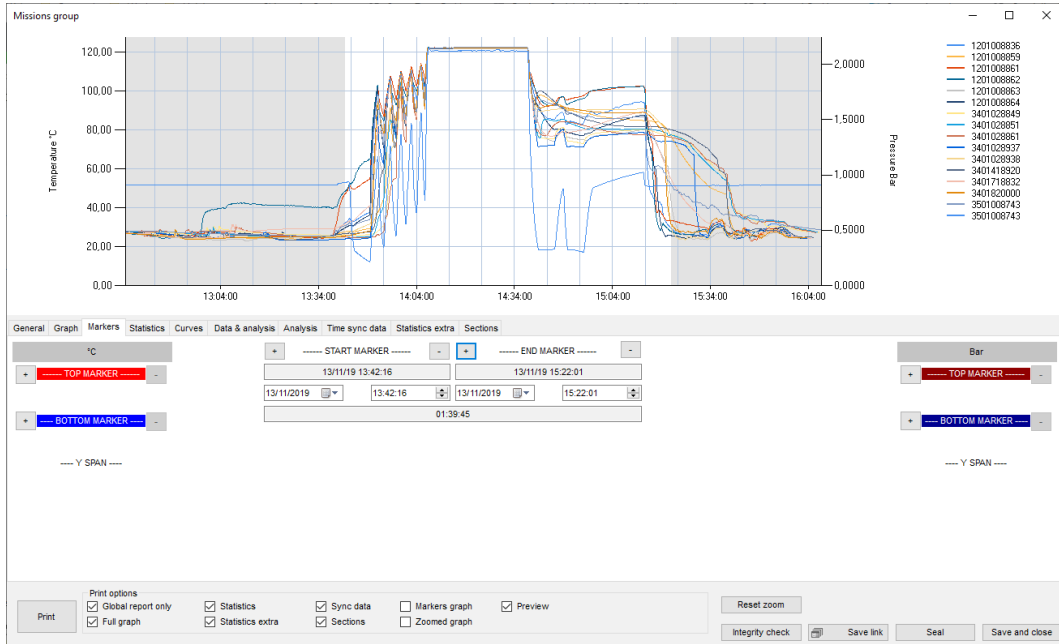 Missions group
120,00
100,00
80,00
60,00
40,00
20,00
0,00
Temperature °C
13:04:00
13:34:00
14:04:00
14:34:00
15:04:00
15:34:00
16:04:00
2,0000
1,5000
1,0000
0,5000
0,0000
Pressure Bar
1201008836
1201008859
1201008861
1201008862
1201008863
1201008864
3401028849
3401028851
3401028861
3401028937
3401028938
3401418920
3401718832
3401820000
3501008743
3501008743
General Graph Markers Statistics Curves Data & analysis Analysis Time sync data Statistics extra Sections
°C
+ ------ TOP MARKER ------ -
+ ---- BOTTOM MARKER ---- -
---- Y SPAN ----
+ ------ START MARKER ------ - + ------ END MARKER ------ -
13/11/19 13:42:16 13/11/19 15:22:01
13/11/2019 13:42:16 13/11/2019 15:22:01
01:39:45
Bar
+ ------ TOP MARKER ------ -
+ ---- BOTTOM MARKER ---- -
---- Y SPAN ----
Print
Print options
Global report only Statistics Sync data Markers graph Preview
Full graph Statistics extra Sections Zoomed graph
Reset zoom
Integrity check Save link Seal Save and close